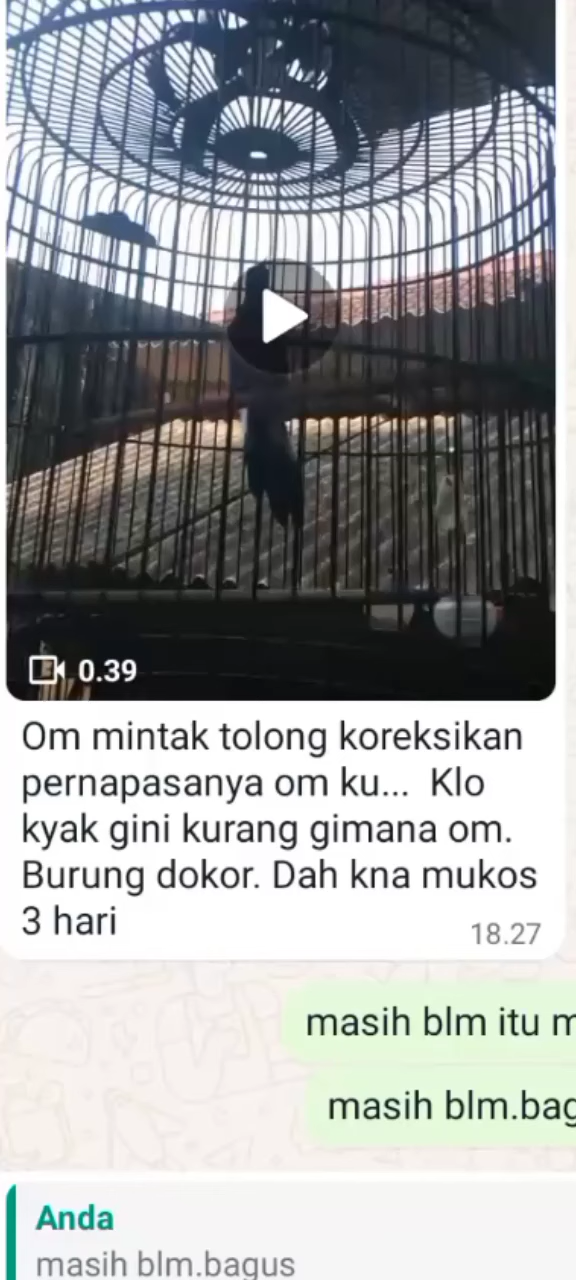 0.39
Om mintak tolong koreksikan
pernapasanya om ku... Klo
kyak gini kurang gimana om.
Burung dokor. Dah kna mukos
3 hari
18.27
masih blm itu
masih blm.
Anda
masih blm.bagus